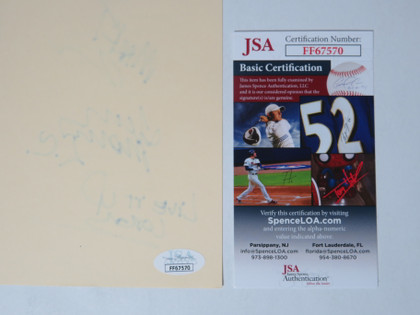 JSA
Certification Number:
FF67570
Basic Certification
This item has been fully examined by
James Spence Authentication, LLC
and it is our considered opinion that the
signature(s) is/are genuine.
52
Verify this certification by visiting
SpenceLOA.com
and entering the alpha-numeric
value indicated above.
Parsippany, NJ
info@SpenceLOA.com
973-898-1300
Fort Lauderdale, FL
florida@SpenceLOA.com
954-380-6670
JSA
Authentication
FF67570